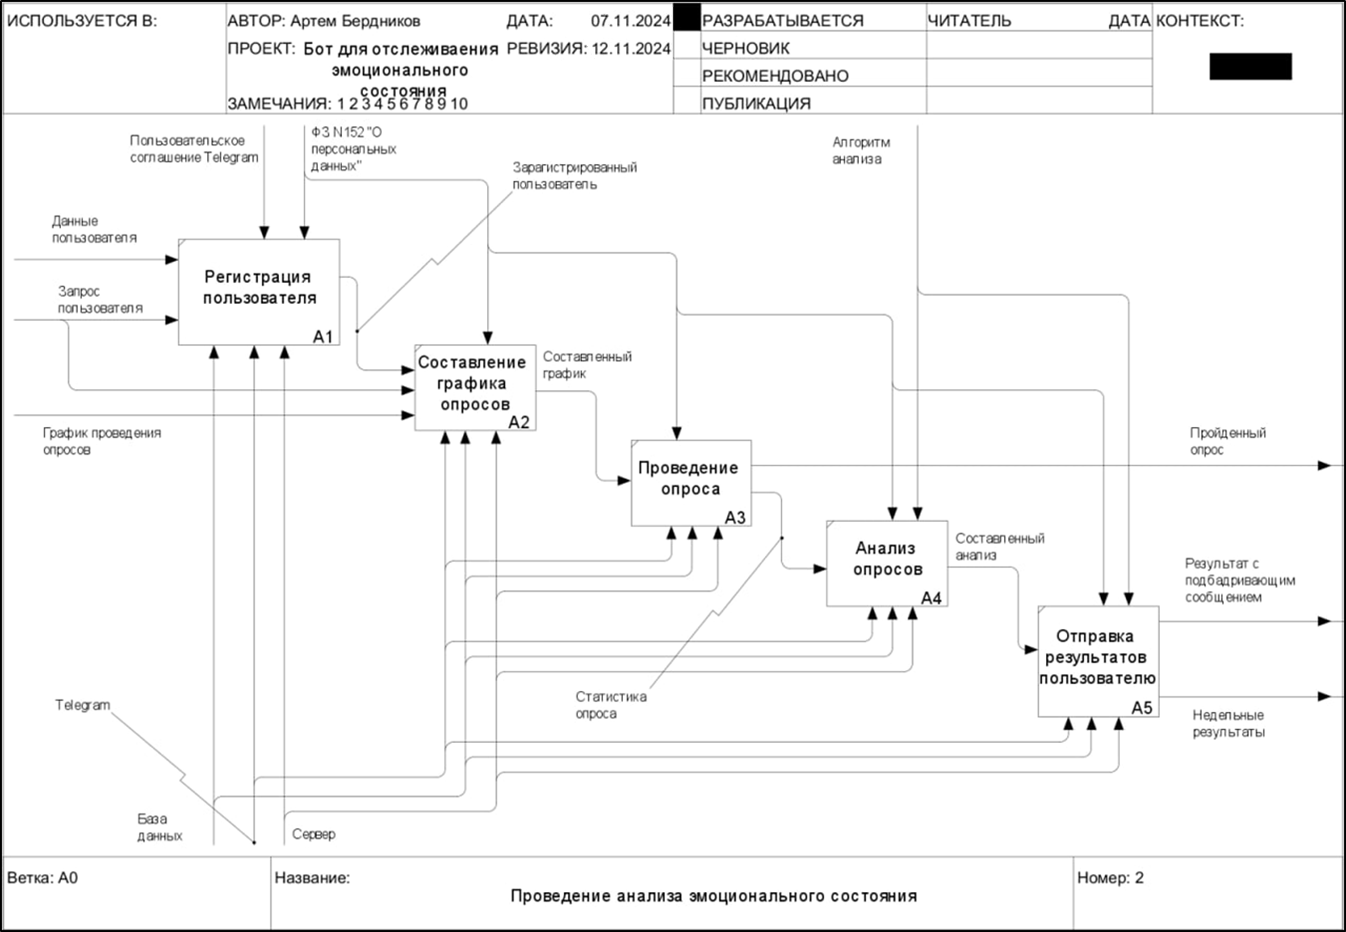 ИСПОЛЬЗУЕТСЯ В:
АВТОР: Артем Бердников
ДАТА: 07.11.2024
РАЗРАБАТЫВАЕТСЯ
ЧИТАТЕЛЬ
ДАТА
КОНТЕКСТ:
ПРОЕКТ: Бот для отслеживаения
эмоционального
состояния
РЕВИЗИЯ: 12.11.2024
ЧЕРНОВИК
РЕКОМЕНДОВАНО
ЗАМЕЧАНИЯ: 1 2 3 4 5 6 7 8 9 10
ПУБЛИКАЦИЯ
Пользовательское
соглашение Telegram
ФЗ N152 "О
персональных
данных"
Зарагистрированный
пользователь
Алгоритм
анализа
Данные
пользователя
Запрос
пользователя
Регистрация
пользователя
A1
График проведения
опросов
Составление
графика
опросов
A2
Составленный
график
Проведение
опроса
A3
Пройденный
опрос
Анализ
опросов
A4
Составленный
анализ
Результат с
подбадривающим
сообщением
Отправка
результатов
пользователю
A5
Недельные
результаты
Статистика
опроса
Telegram
База
данных
Сервер
Ветка: A0
Название:
Проведение анализа эмоционального состояния
Номер: 2